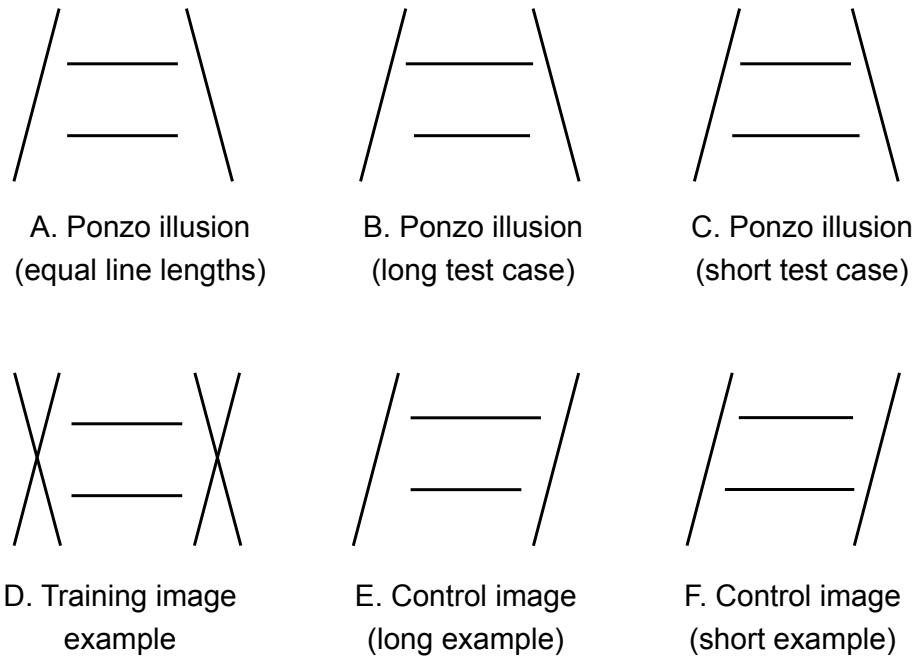 A. Ponzo illusion
(equal line lengths)
B. Ponzo illusion
(long test case)
C. Ponzo illusion
(short test case)
D. Training image
example
E. Control image
(long example)
F. Control image
(short example)